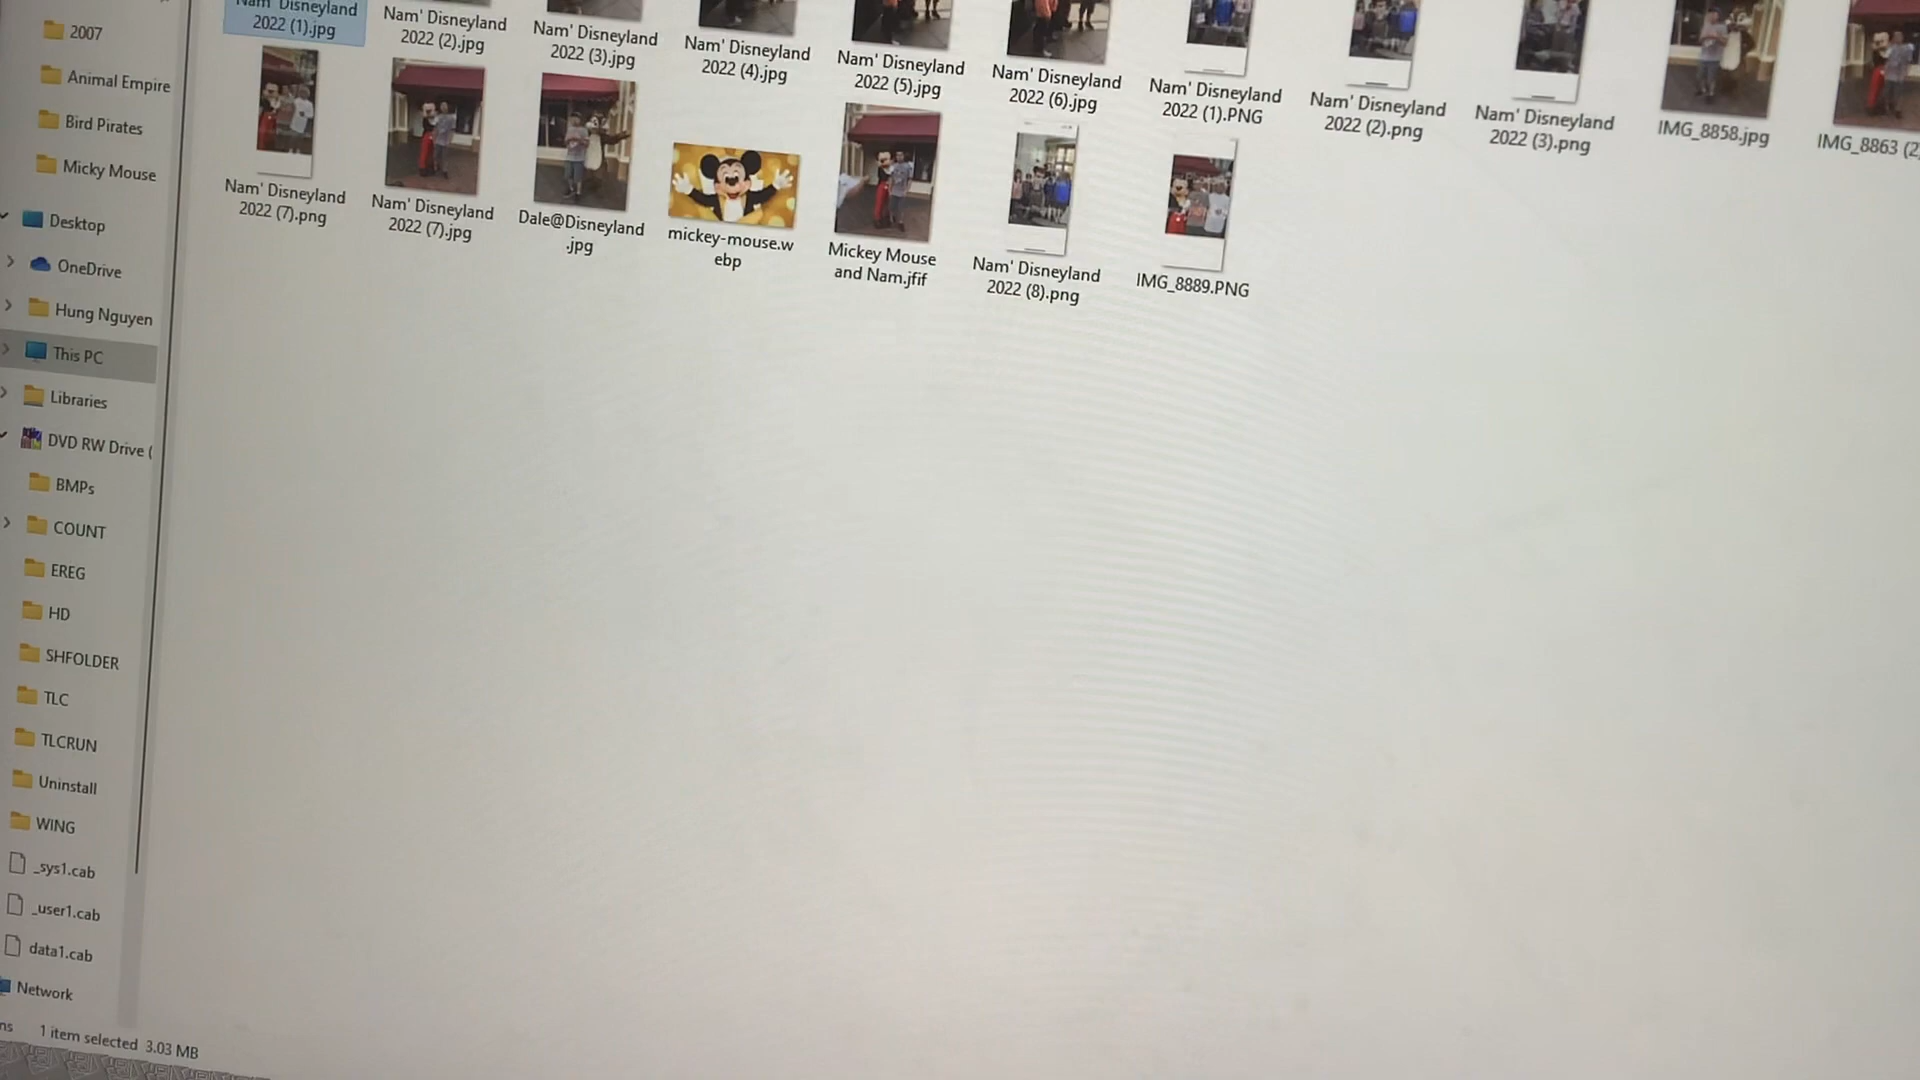 2007
Animal Empire
Bird Pirates
Micky Mouse
Desktop
OneDrive
Hung Nguyen
This PC
Libraries
DVD RW Drive (
BMPs
COUNT
EREG
HD
SHFOLDER
TLC
TLCRUN
Uninstall
WING
_sys1.cab
_user1.cab
data1.cab
Network
1 item selected 3.03 MB
Nam' Disneyland
2022 (1).jpg
Nam' Disneyland
2022 (2).jpg
Nam' Disneyland
2022 (3).jpg
Nam' Disneyland
2022 (4).jpg
Nam' Disneyland
2022 (5).jpg
Nam' Disneyland
2022 (6).jpg
Nam' Disneyland
2022 (1).PNG
Nam' Disneyland
2022 (2).png
Nam' Disneyland
2022 (3).png
IMG_8858.jpg
IMG_8863 (2)
Nam' Disneyland
2022 (7).png
Nam' Disneyland
2022 (7).jpg
Dale@Disneyland
.jpg
mickey-mouse.w
ebp
Mickey Mouse
and Nam.jfif
Nam' Disneyland
2022 (8).png
IMG_8889.PNG